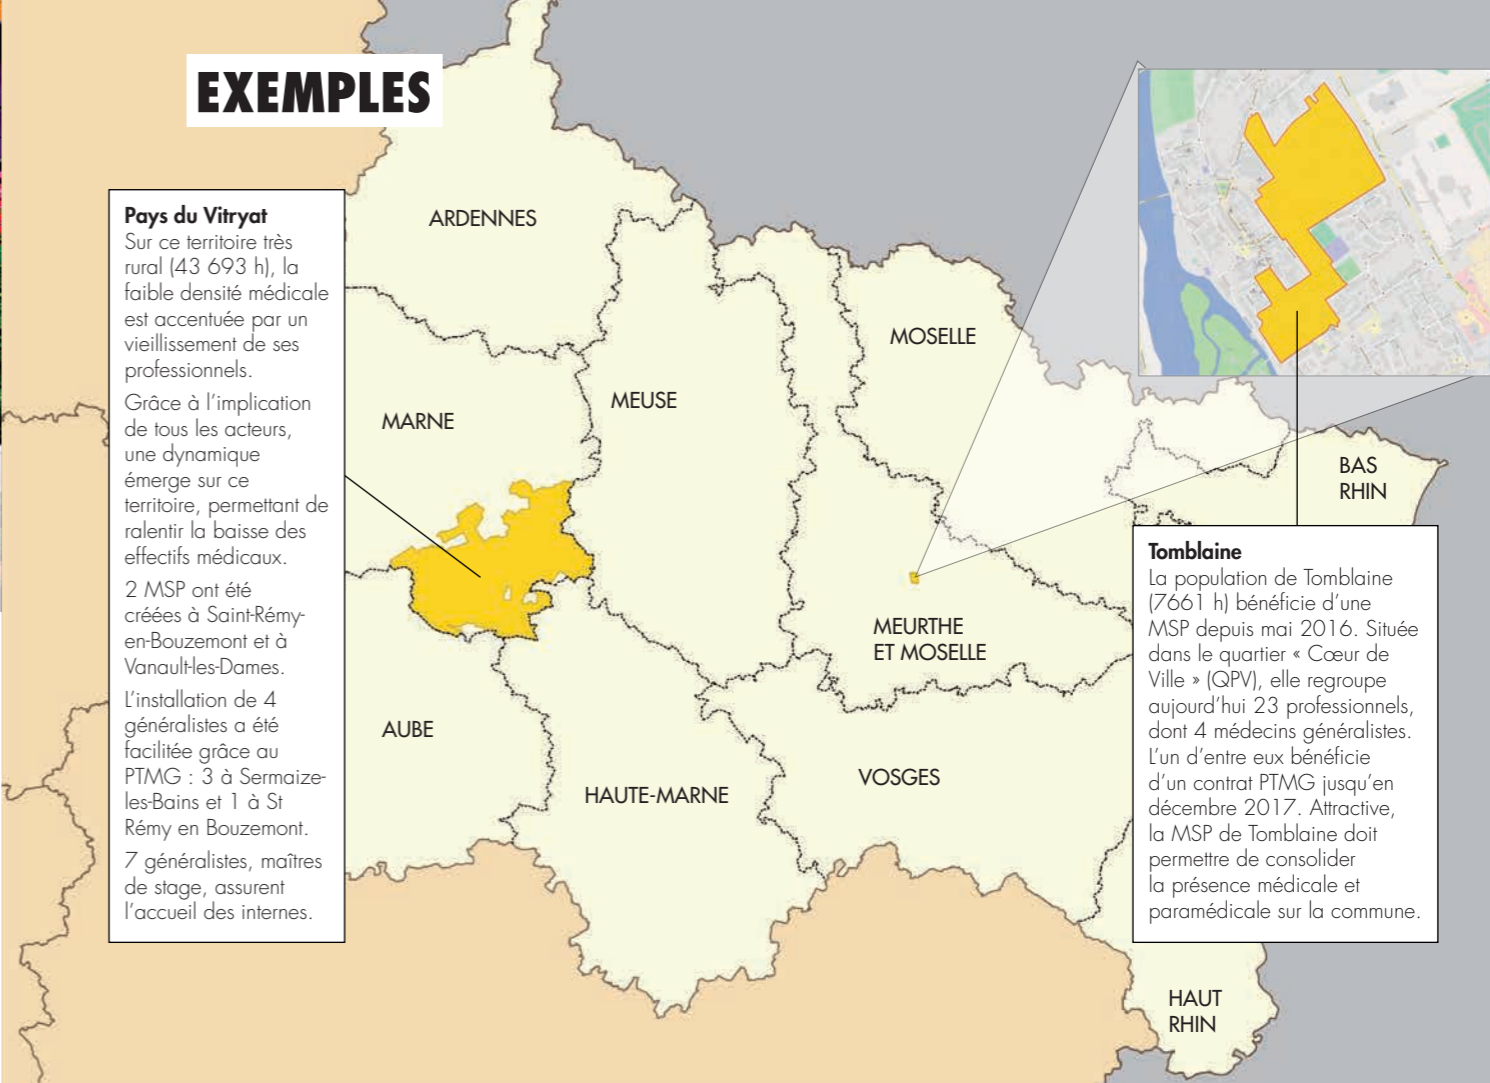 EXEMPLES
Pays du Vitryat
Sur ce territoire très
rural (43 693 h), la
faible densité médicale
est accentuée par un
vieillissement de ses
professionnels.
Grâce à l'implication
de tous les acteurs,
une dynamique
émerge sur ce
territoire, permettant de
ralentir la baisse des
effectifs médicaux.
2 MSP ont été
créées à Saint-Rémy-
en-Bouzemont et à
Vanault-les-Dames.
L'installation de 4
généralistes a été
facilitée grâce au
PTMG : 3 à Sermaize-
les-Bains et 1 à St
Rémy en Bouzemont.
7 généralistes, maîtres
de stage, assurent
l'accueil des internes.
ARDENNES
MARNE
MEUSE
MOSELLE
BAS
RHIN
MEURTHE
ET MOSELLE
AUBE
HAUTE-MARNE
VOSGES
HAUT
RHIN
Tomblaine
La population de Tomblaine
(7661 h) bénéficie d'une
MSP depuis mai 2016. Située
dans le quartier « Cœur de
Ville » (QPV), elle regroupe
aujourd'hui 23 professionnels,
dont 4 médecins généralistes.
L'un d'entre eux bénéficie
d'un contrat PTMG jusqu'en
décembre 2017. Attractive,
la MSP de Tomblaine doit
permettre de consolider
la présence médicale et
paramédicale sur la commune.